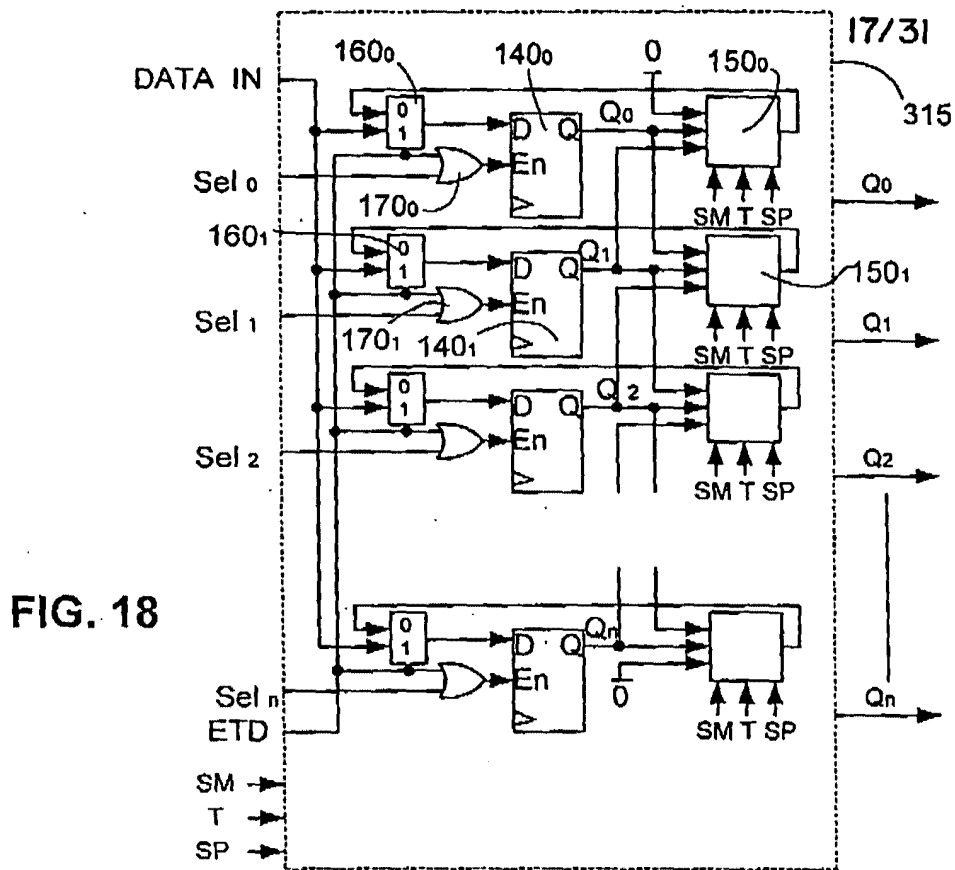 17/31
DATA IN
160₀
140₀
0
150₀
315
0
1
D
Q
Q₀
En
Sel ₀
170₀
SM T SP
Q₀
160₁
0
1
D
Q
Q₁
En
150₁
Sel ₁
170₁
140₁
SM T SP
Q₁
0
1
D
Q
Q ₂
En
Sel ₂
SM T SP
Q₂
FIG. 18
0
1
D
Q
Qₙ
En
0
Sel ₙ
SM T SP
Qₙ
ETD
SM
T
SP